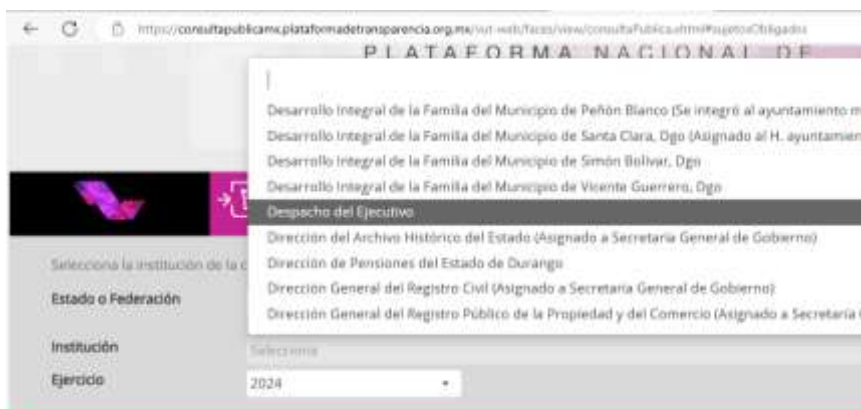 https://consultapublicamx.plataformadetransparencia.org.mx/vut-web/faces/view/consultaPublica.xhtml#sujetosObligados
PLATAFORMA NACIONAL DE
Desarrollo Integral de la Familia del Municipio de Peñón Blanco (Se integró al ayuntamiento m
Desarrollo Integral de la Familia del Municipio de Santa Clara, Dgo (Asignado al H. ayuntamien
Desarrollo Integral de la Familia del Municipio de Simón Bolivar, Dgo
Desarrollo Integral de la Familia del Municipio de Vicente Guerrero, Dgo
Despacho del Ejecutivo
Dirección del Archivo Histórico del Estado (Asignado a Secretaria General de Gobierno)
Dirección de Pensiones del Estado de Durango
Dirección General del Registro Civil (Asignado a Secretaria General de Gobierno)
Dirección General del Registro Público de la Propiedad y del Comercio (Asignado a Secretaría
Selecciona la institución de la c
Estado o Federación
Institución
Selecciona
Ejercicio
2024